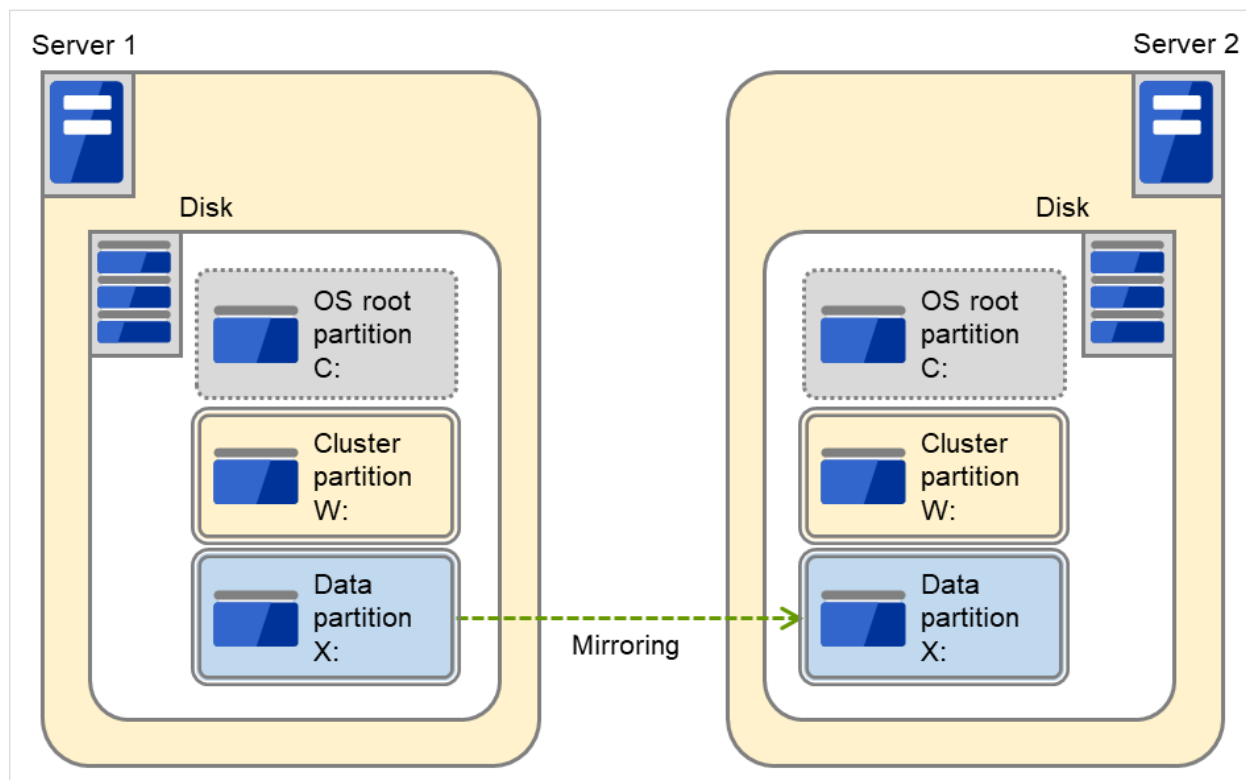 Server 1
Server 2
Disk
Disk
OS root
partition
C:
OS root
partition
C:
Cluster
partition
W:
Cluster
partition
W:
Data
partition
X:
Mirroring
Data
partition
X: